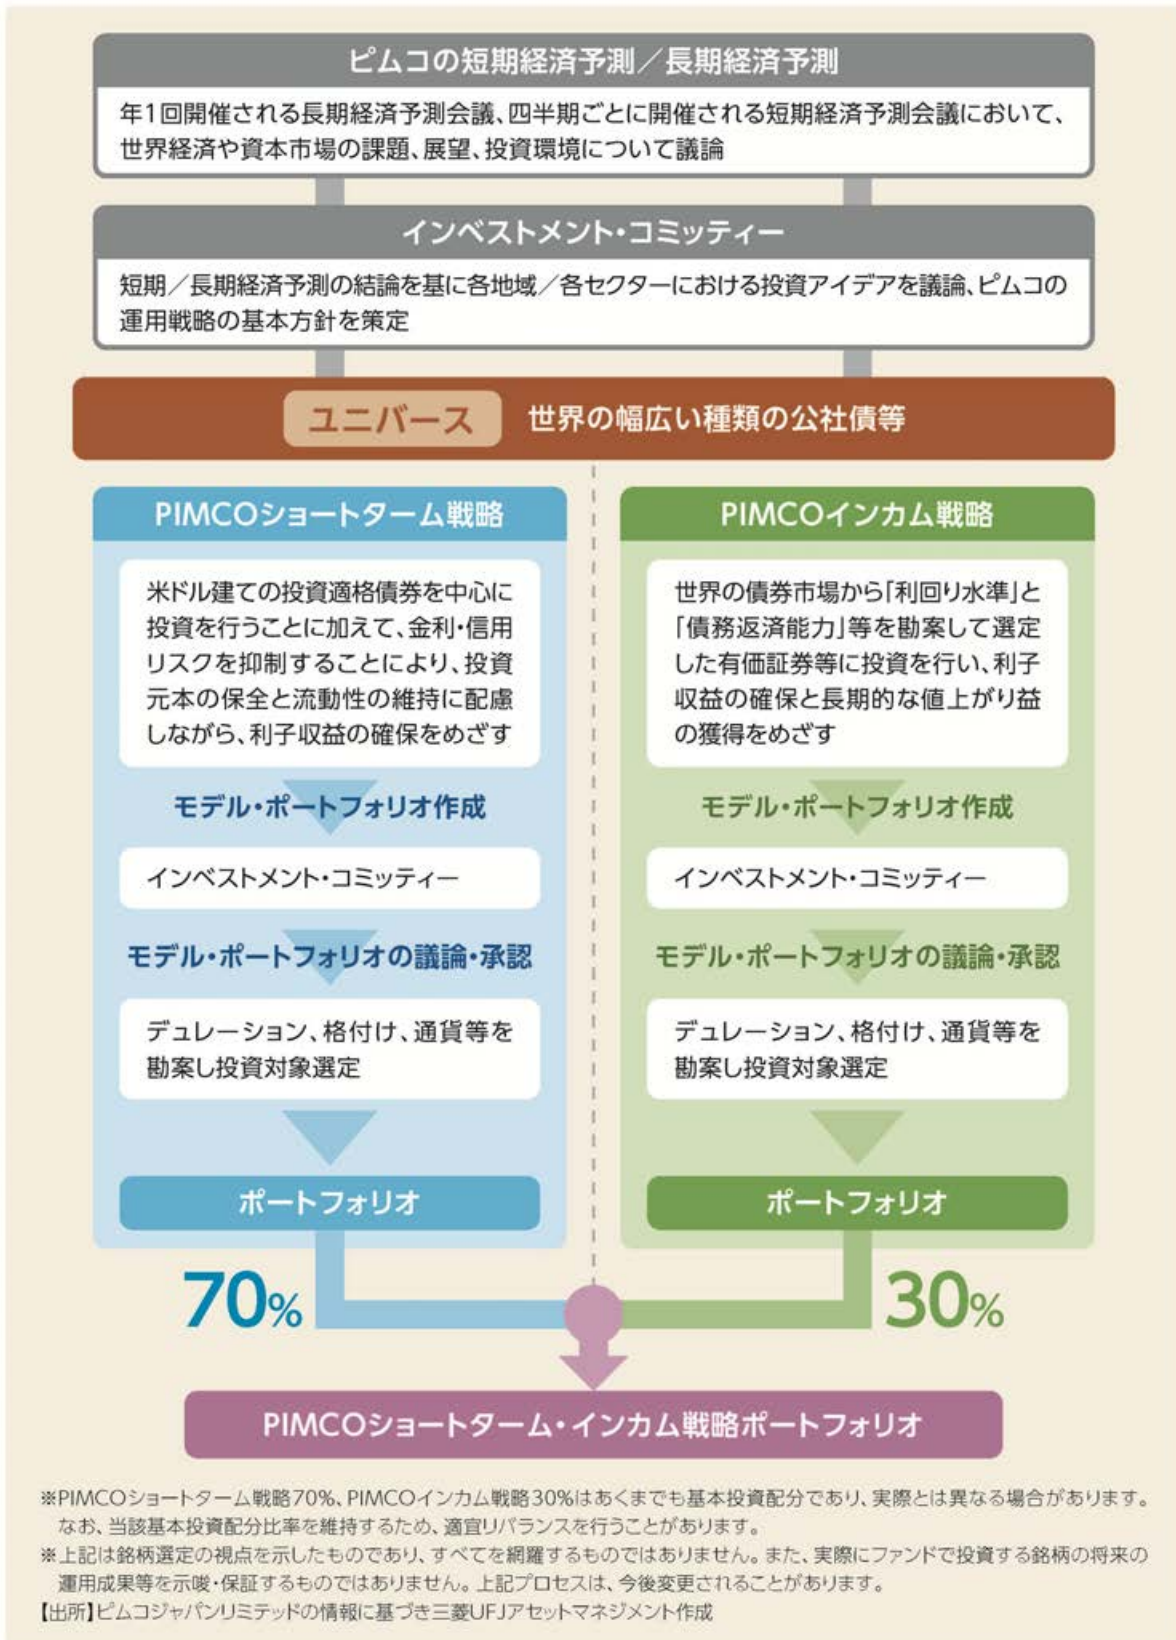 ピムコの短期経済予測／長期経済予測
年1回開催される長期経済予測会議、四半期ごとに開催される短期経済予測会議において、
世界経済や資本市場の課題、展望、投資環境について議論
インベストメント・コミッティー
短期／長期経済予測の結論を基に各地域／各セクターにおける投資アイデアを議論、ピムコの
運用戦略の基本方針を策定
ユニバース 世界の幅広い種類の公社債等
PIMCOショートターム戦略
米ドル建ての投資適格債券を中心に
投資を行うことに加えて、金利・信用
リスクを抑制することにより、投資
元本の保全と流動性の維持に配慮
しながら、利子収益の確保をめざす
モデル・ポートフォリオ作成
インベストメント・コミッティー
モデル・ポートフォリオの議論・承認
デュレーション、格付け、通貨等を
勘案し投資対象選定
ポートフォリオ
70%
PIMCOインカム戦略
世界の債券市場から「利回り水準」と
「債務返済能力」等を勘案して選定
した有価証券等に投資を行い、利子
収益の確保と長期的な値上がり益
の獲得をめざす
モデル・ポートフォリオ作成
インベストメント・コミッティー
モデル・ポートフォリオの議論・承認
デュレーション、格付け、通貨等を
勘案し投資対象選定
ポートフォリオ
30%
PIMCOショートターム・インカム戦略ポートフォリオ
※PIMCOショートターム戦略70%、PIMCOインカム戦略30%はあくまでも基本投資配分であり、実際とは異なる場合があります。
なお、当該基本投資配分比率を維持するため、適宜リバランスを行うことがあります。
※上記は銘柄選定の視点を示したものであり、すべてを網羅するものではありません。また、実際にファンドで投資する銘柄の将来の
運用成果等を示唆・保証するものではありません。上記プロセスは、今後変更されることがあります。
【出所】ピムコジャパンリミテッドの情報に基づき三菱UFJアセットマネジメント作成